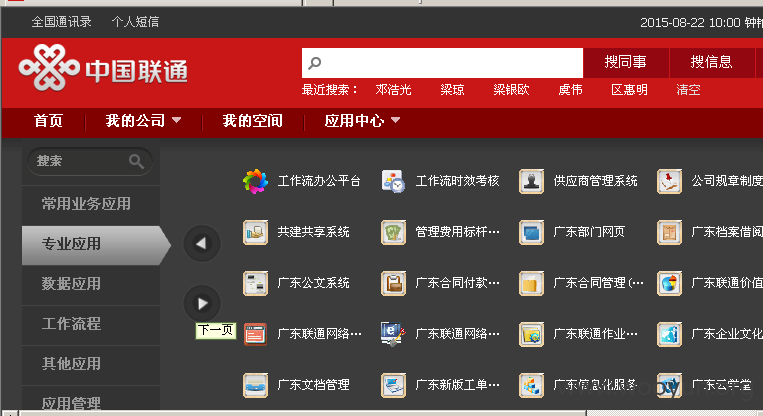 全国通讯录 个人短信 2015-08-22 10:00
中国联通 搜同事 搜信息
最近搜索： 邓浩光 梁琼 梁银欧 虞伟 区惠明 清空
首页 我的公司 我的空间 应用中心
搜索
常用业务应用
专业应用
数据应用
工作流程
其他应用
应用管理
下一页
工作流办公平台 工作流时效考核 供应商管理系统 公司规章制度
共建共享系统 管理费用标杆… 广东部门网页 广东档案借阅
广东公文系统 广东合同付款… 广东合同管理(… 广东联通价值
广东联通网络… 广东联通网络… 广东联通作业… 广东企业文化
广东文档管理 广东新版工单… 广东信息化服务 广东云学堂